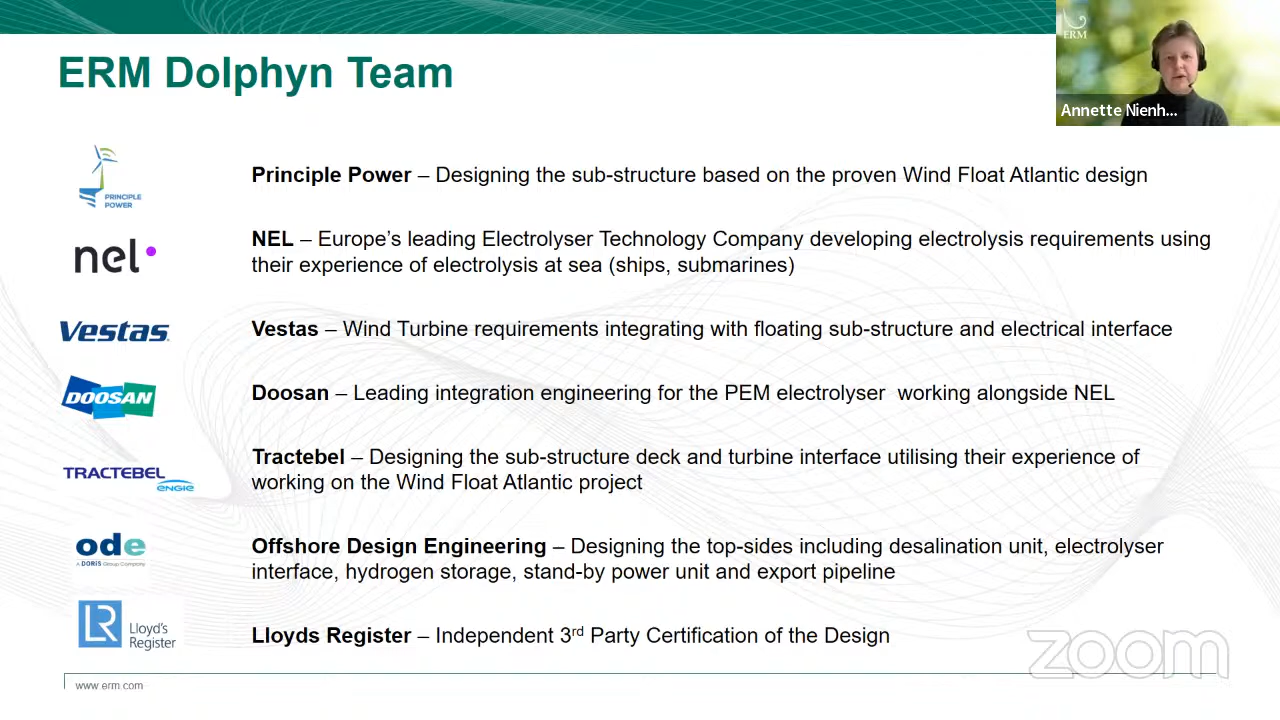 ERM Dolphyn Team
ERM
Annette Nienh...
PRINCIPLE
POWER
Principle Power – Designing the sub-structure based on the proven Wind Float Atlantic design
nel
NEL – Europe’s leading Electrolyser Technology Company developing electrolysis requirements using
their experience of electrolysis at sea (ships, submarines)
Vestas
Vestas – Wind Turbine requirements integrating with floating sub-structure and electrical interface
DOOSAN
Doosan – Leading integration engineering for the PEM electrolyser  working alongside NEL
TRACTEBEL
ENGIE
Tractebel – Designing the sub-structure deck and turbine interface utilising their experience of
working on the Wind Float Atlantic project
ode
A DORIS Group Company
Offshore Design Engineering – Designing the top-sides including desalination unit, electrolyser
interface, hydrogen storage, stand-by power unit and export pipeline
LR
Lloyd’s
Register
Lloyds Register – Independent 3rd Party Certification of the Design
zoom
www.erm.com